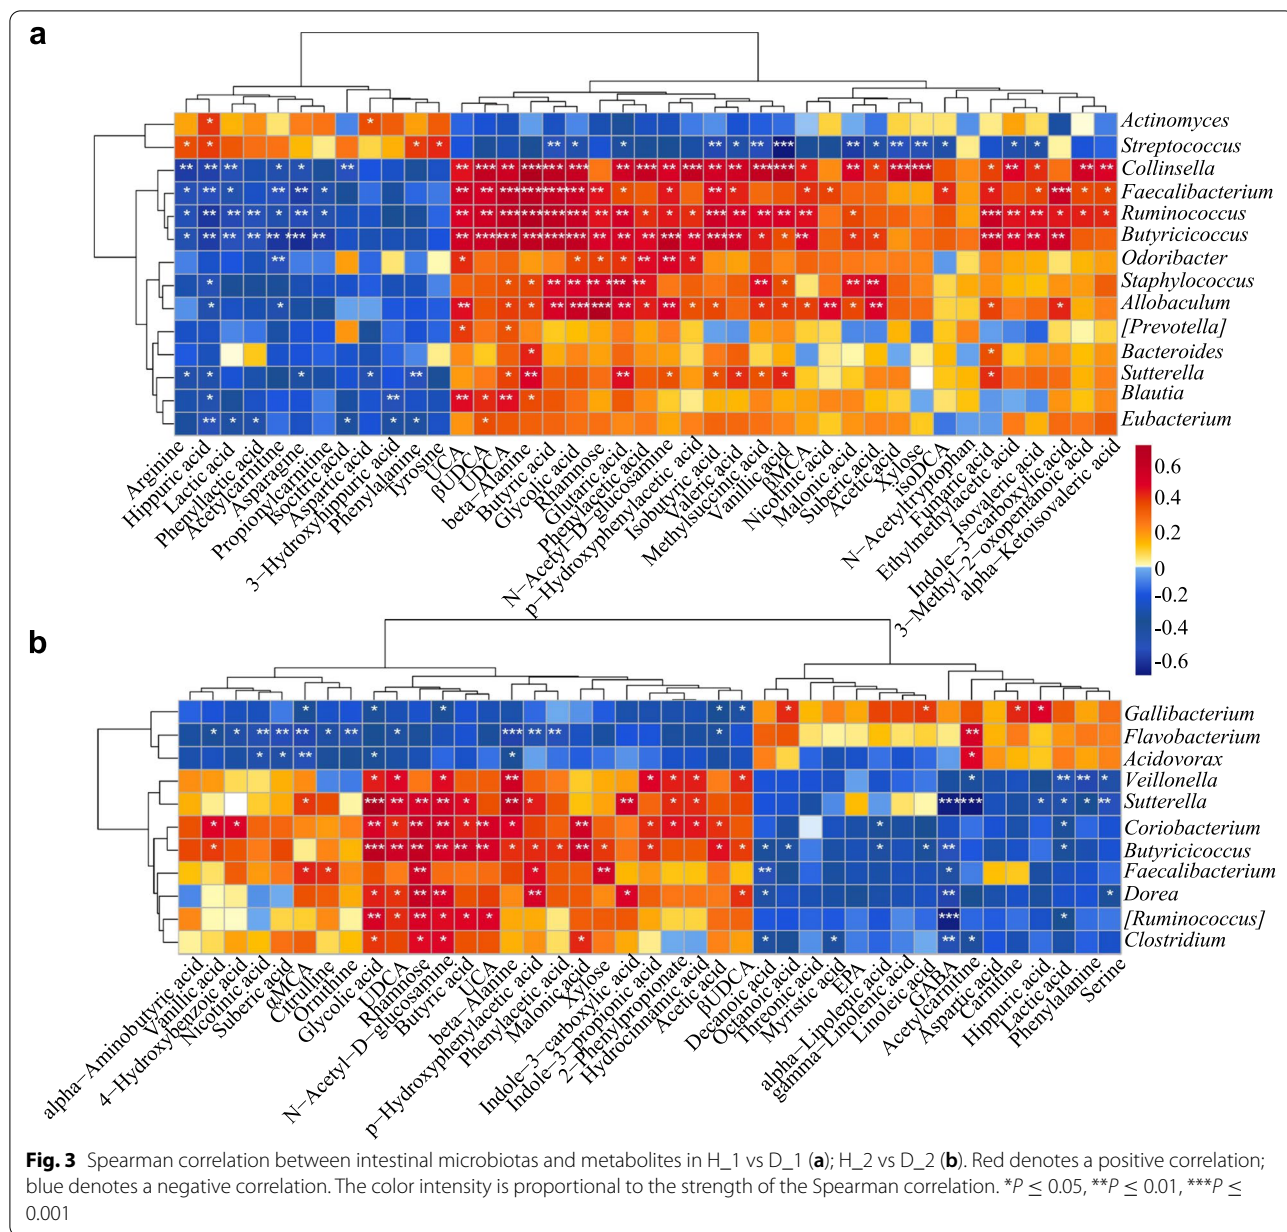 a
Actinomyces
Streptococcus
Collinsella
Faecalibacterium
Ruminococcus
Butyricicoccus
Odoribacter
Staphylococcus
Allobaculum
[Prevotella]
Bacteroides
Sutterella
Blautia
Eubacterium
Arginine
Hippuric acid
Lactic acid
Phenyllactic acid
Acetylcarnitine
Asparagine
Propionylcarnitine
Isocitric acid
Aspartic acid
3-Hydroxyhippuric acid
Phenylalanine
Tyrosine
UCA
βUDCA
UDCA
beta-Alanine
Butyric acid
Glycolic acid
Rhamnose
Glutaric acid
Phenylacetic acid
N-Acetyl-D-glucosamine
p-Hydroxyphenylacetic acid
Isobutyric acid
Valeric acid
Methylsuccinic acid
Vanillic acid
βMCA
Nicotinic acid
Malonic acid
Suberic acid
Acetic acid
Xylose
isoDCA
N-Acetyltryptophan
Fumaric acid
Ethylmethylacetic acid
Isovaleric acid
Indole-3-carboxylic acid
3-Methyl-2-oxopentanoic acid
alpha-Ketoisovaleric acid
0.6
0.4
0.2
0
-0.2
-0.4
-0.6
b
Gallibacterium
Flavobacterium
Acidovorax
Veillonella
Sutterella
Coriobacterium
Butyricicoccus
Faecalibacterium
Dorea
[Ruminococcus]
Clostridium
alpha-Aminobutyric acid
Vanillic acid
4-Hydroxybenzoic acid
Nicotinic acid
Suberic acid
αMCA
Citrulline
Ornithine
Glycolic acid
UDCA
Rhamnose
N-Acetyl-D-glucosamine
Butyric acid
UCA
beta-Alanine
p-Hydroxyphenylacetic acid
Phenylacetic acid
Malonic acid
Xylose
Indole-3-carboxylic acid
Indole-3-propionic acid
2-Phenylpropionate
Hydrocinnamic acid
Acetic acid
βUDCA
Decanoic acid
Octanoic acid
Threonic acid
Myristic acid
EPA
alpha-Linolenic acid
gamma-Linolenic acid
Linoleic acid
GABA
Acetylcarnitine
Aspartic acid
Carnitine
Hippuric acid
Lactic acid
Phenylalanine
Serine
Fig. 3 Spearman correlation between intestinal microbiotas and metabolites in H_1 vs D_1 (a); H_2 vs D_2 (b). Red denotes a positive correlation;
blue denotes a negative correlation. The color intensity is proportional to the strength of the Spearman correlation. *P ≤ 0.05, **P ≤ 0.01, ***P ≤
0.001